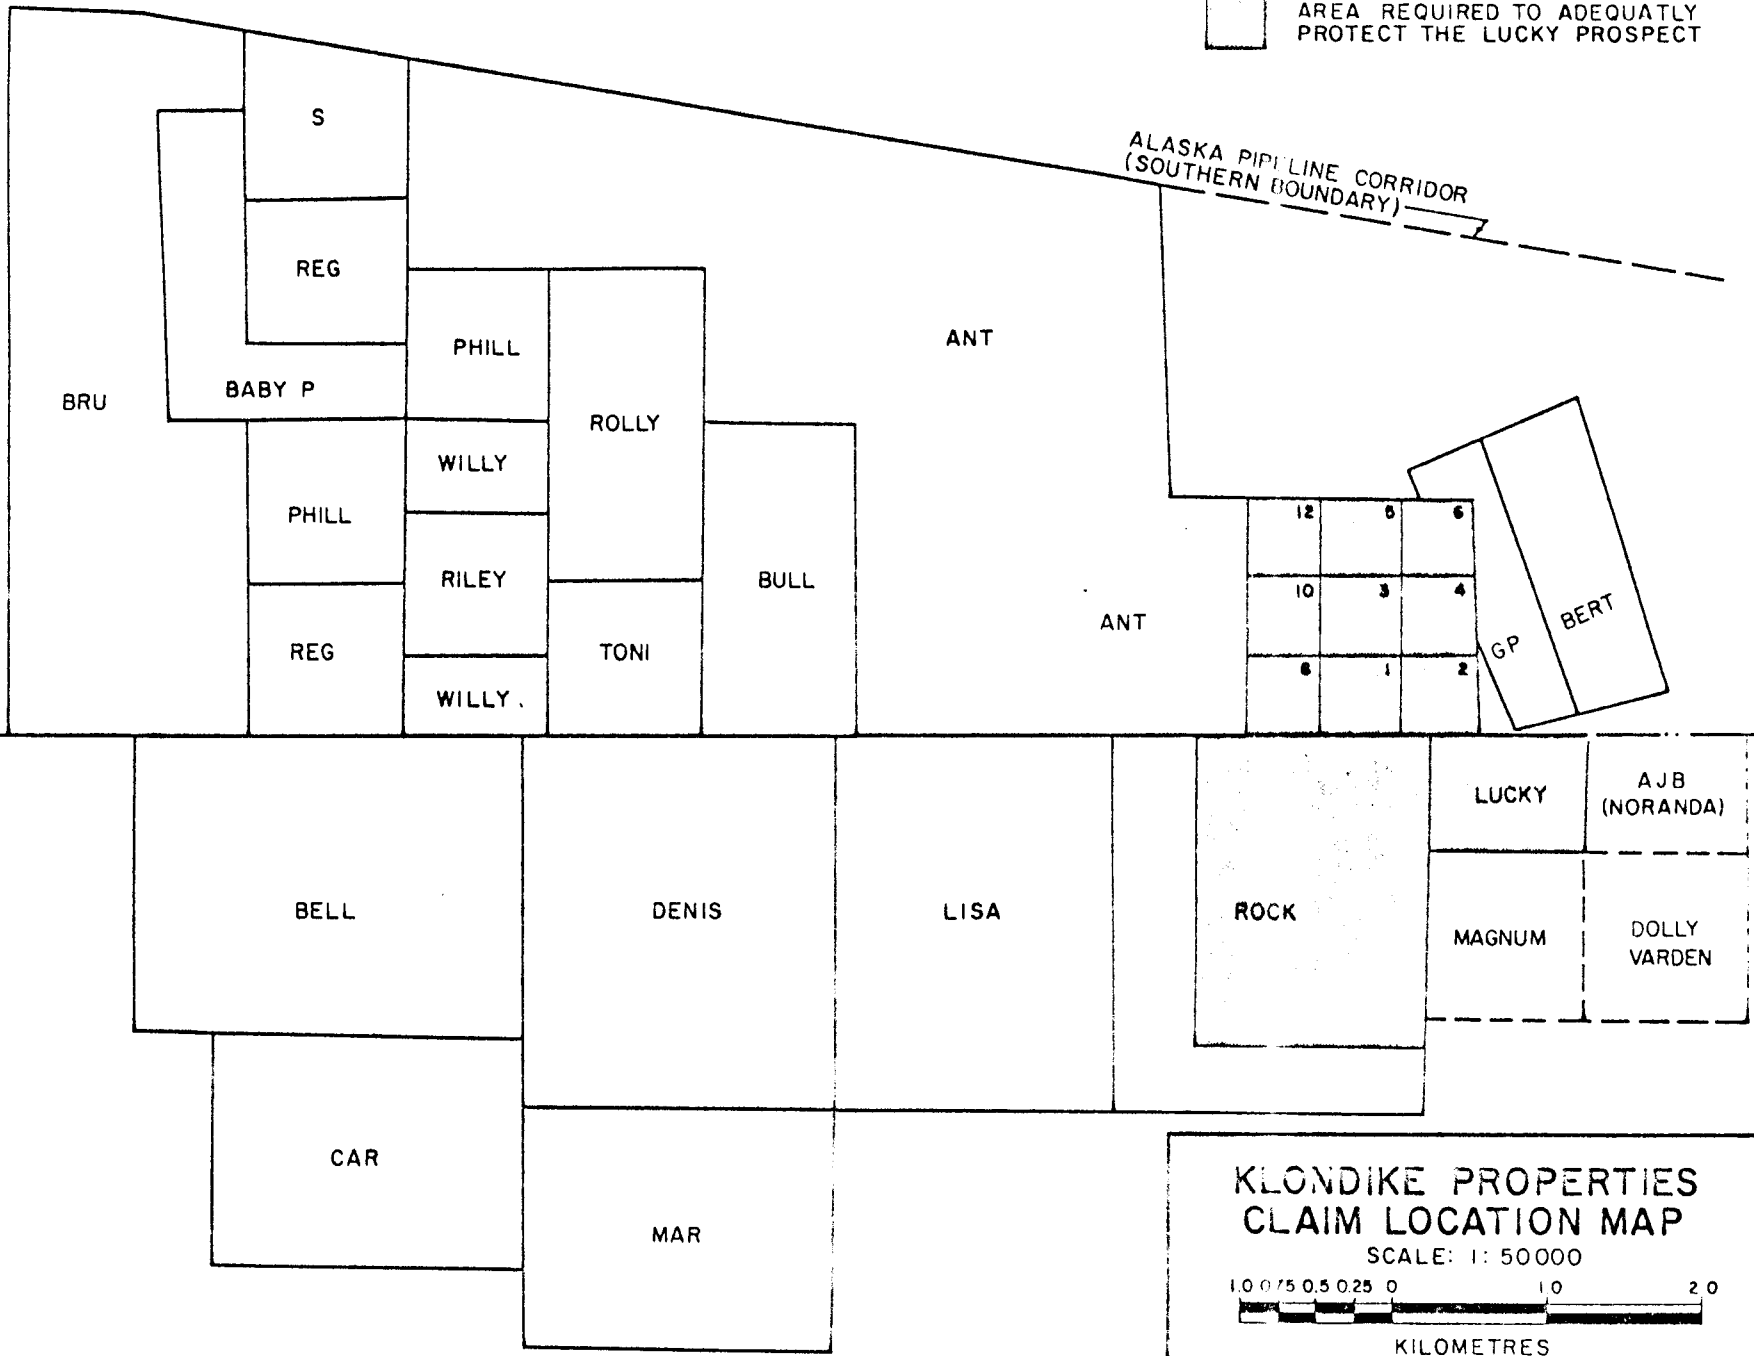 AREA REQUIRED TO ADEQUATLY
PROTECT THE LUCKY PROSPECT
ALASKA PIPELINE CORRIDOR
(SOUTHERN BOUNDARY)
S
REG
PHILL
ANT
BABY P
BRU
ROLLY
WILLY
PHILL
12 5 6
RILEY
BULL
10 3 4
ANT
BERT
GP
REG
TONI
8 1 2
WILLY
LUCKY
AJB
(NORANDA)
BELL
DENIS
LISA
ROCK
MAGNUM
DOLLY
VARDEN
CAR
MAR
KLONDIKE PROPERTIES
CLAIM LOCATION MAP
SCALE: 1: 50000
1.0 0.75 0.5 0.25 0 1.0 2.0
KILOMETRES